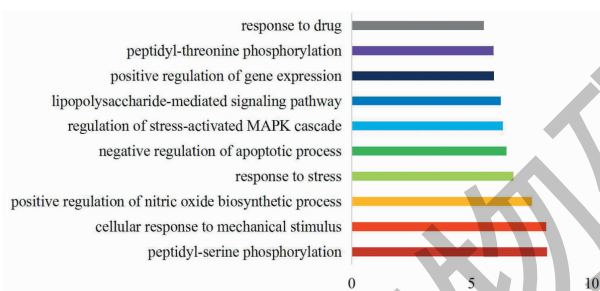 response to drug
peptidyl-threonine phosphorylation
positive regulation of gene expression
lipopolysaccharide-mediated signaling pathway
regulation of stress-activated MAPK cascade
negative regulation of apoptotic process
response to stress
positive regulation of nitric oxide biosynthetic process
cellular response to mechanical stimulus
peptidyl-serine phosphorylation
0 5 10
物